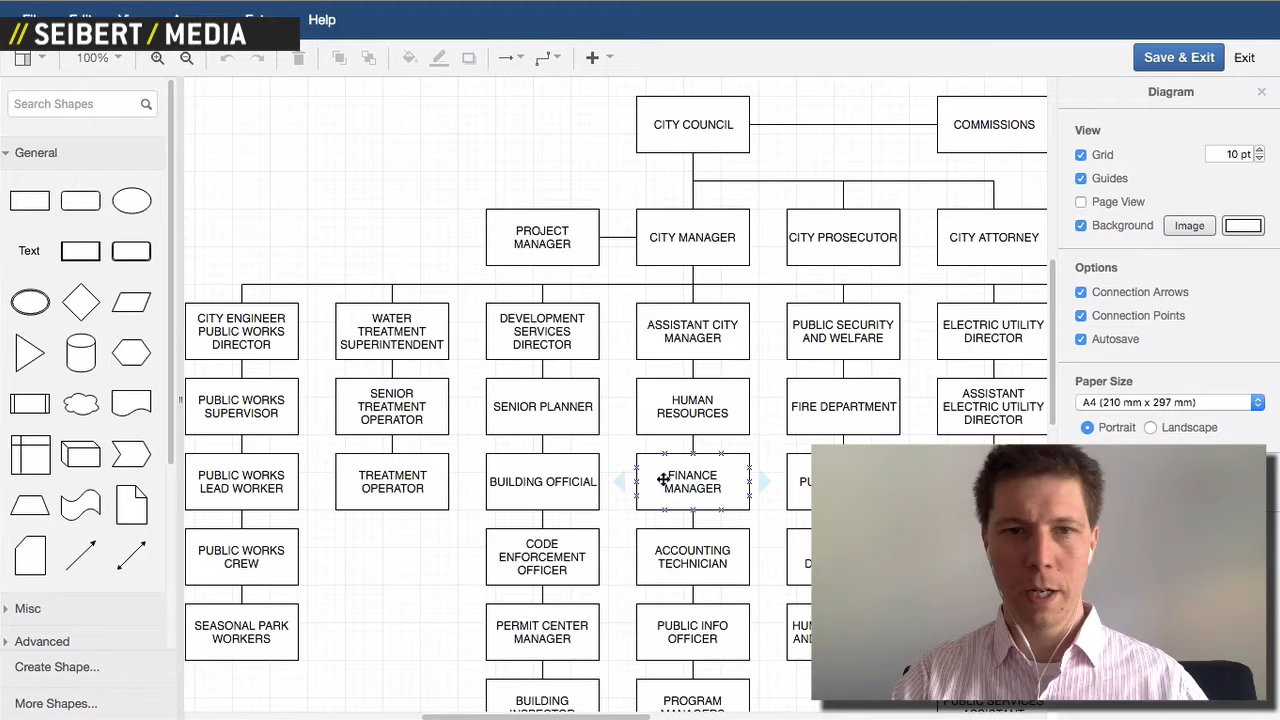 Help
// SEIBERT / MEDIA
100%
Save & Exit
Exit
Search Shapes
General
Text
Misc
Advanced
Create Shape...
More Shapes...
CITY COUNCIL
COMMISSIONS
PROJECT
MANAGER
CITY MANAGER
CITY PROSECUTOR
CITY ATTORNEY
CITY ENGINEER
PUBLIC WORKS
DIRECTOR
WATER
TREATMENT
SUPERINTENDENT
DEVELOPMENT
SERVICES
DIRECTOR
ASSISTANT CITY
MANAGER
PUBLIC SECURITY
AND WELFARE
ELECTRIC UTILITY
DIRECTOR
PUBLIC WORKS
SUPERVISOR
SENIOR
TREATMENT
OPERATOR
SENIOR PLANNER
HUMAN
RESOURCES
FIRE DEPARTMENT
ASSISTANT
ELECTRIC UTILITY
DIRECTOR
PUBLIC WORKS
LEAD WORKER
TREATMENT
OPERATOR
BUILDING OFFICIAL
FINANCE
MANAGER
PUBLIC WORKS
CREW
CODE
ENFORCEMENT
OFFICER
ACCOUNTING
TECHNICIAN
SEASONAL PARK
WORKERS
PERMIT CENTER
MANAGER
PUBLIC INFO
OFFICER
BUILDING
INSPECTOR
PROGRAM
MANAGERS
Diagram
View
Grid
10 pt
Guides
Page View
Background
Image
Options
Connection Arrows
Connection Points
Autosave
Paper Size
A4 (210 mm x 297 mm)
Portrait
Landscape